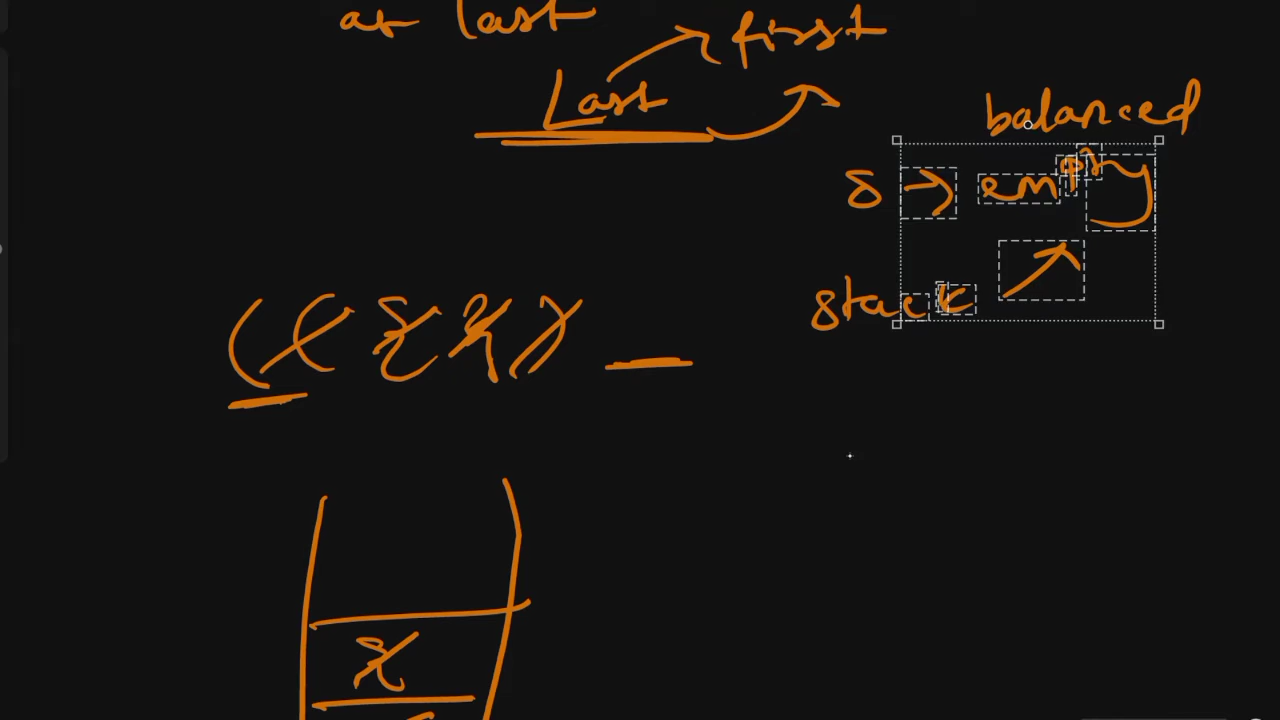 at last
first
Last
balanced
s → empty
stack
( ( { } )